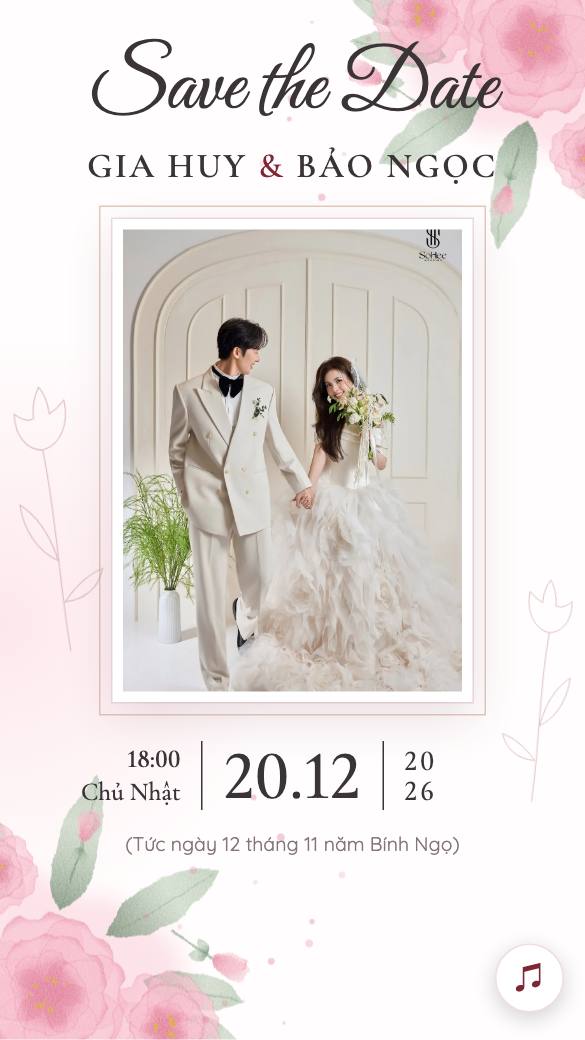 Save the Date
GIA HUY & BẢO NGỌC
SoHee
18:00
Chủ Nhật
20.12
20
26
(Tức ngày 12 tháng 11 năm Bính Ngọ)